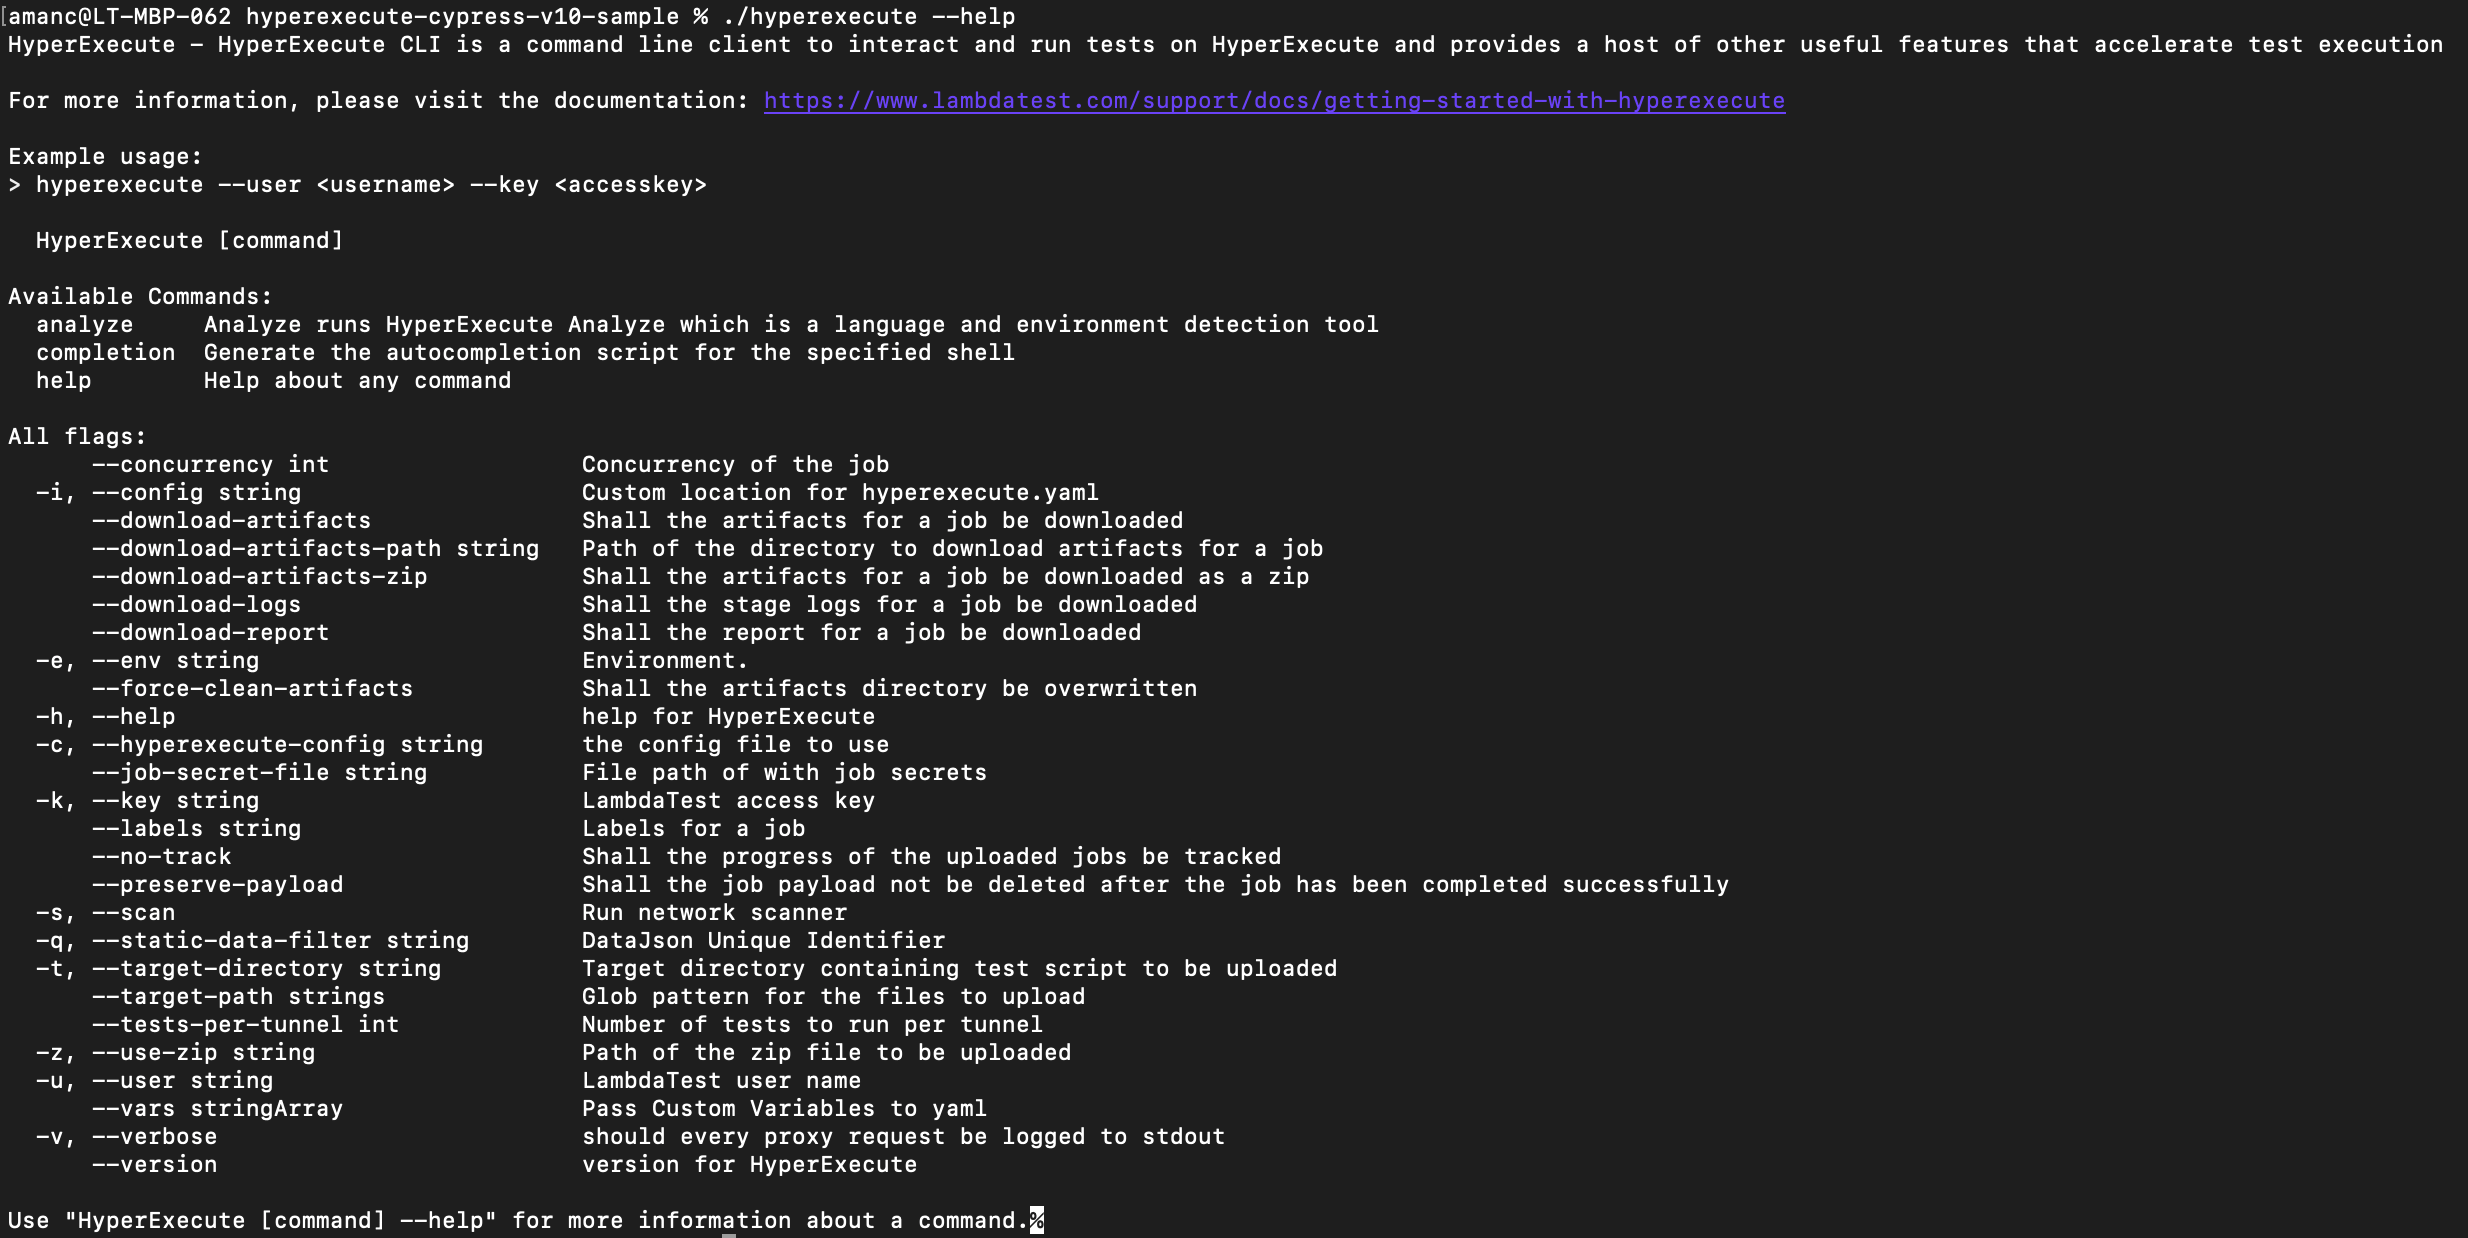 [amanc@LT-MBP-062 hyperexecute-cypress-v10-sample % ./hyperexecute --help
HyperExecute - HyperExecute CLI is a command line client to interact and run tests on HyperExecute and provides a host of other useful features that accelerate test execution

For more information, please visit the documentation: https://www.lambdatest.com/support/docs/getting-started-with-hyperexecute

Example usage:
> hyperexecute --user <username> --key <accesskey>

  HyperExecute [command]

Available Commands:
  analyze     Analyze runs HyperExecute Analyze which is a language and environment detection tool
  completion  Generate the autocompletion script for the specified shell
  help        Help about any command

All flags:
      --concurrency int                  Concurrency of the job
  -i, --config string                    Custom location for hyperexecute.yaml
      --download-artifacts               Shall the artifacts for a job be downloaded
      --download-artifacts-path string   Path of the directory to download artifacts for a job
      --download-artifacts-zip           Shall the artifacts for a job be downloaded as a zip
      --download-logs                    Shall the stage logs for a job be downloaded
      --download-report                  Shall the report for a job be downloaded
  -e, --env string                       Environment.
      --force-clean-artifacts            Shall the artifacts directory be overwritten
  -h, --help                             help for HyperExecute
  -c, --hyperexecute-config string       the config file to use
      --job-secret-file string           File path of with job secrets
  -k, --key string                       LambdaTest access key
      --labels string                    Labels for a job
      --no-track                         Shall the progress of the uploaded jobs be tracked
      --preserve-payload                 Shall the job payload not be deleted after the job has been completed successfully
  -s, --scan                             Run network scanner
  -q, --static-data-filter string        DataJson Unique Identifier
  -t, --target-directory string          Target directory containing test script to be uploaded
      --target-path strings              Glob pattern for the files to upload
      --tests-per-tunnel int             Number of tests to run per tunnel
  -z, --use-zip string                   Path of the zip file to be uploaded
  -u, --user string                      LambdaTest user name
      --vars stringArray                 Pass Custom Variables to yaml
  -v, --verbose                          should every proxy request be logged to stdout
      --version                          version for HyperExecute

Use "HyperExecute [command] --help" for more information about a command.%